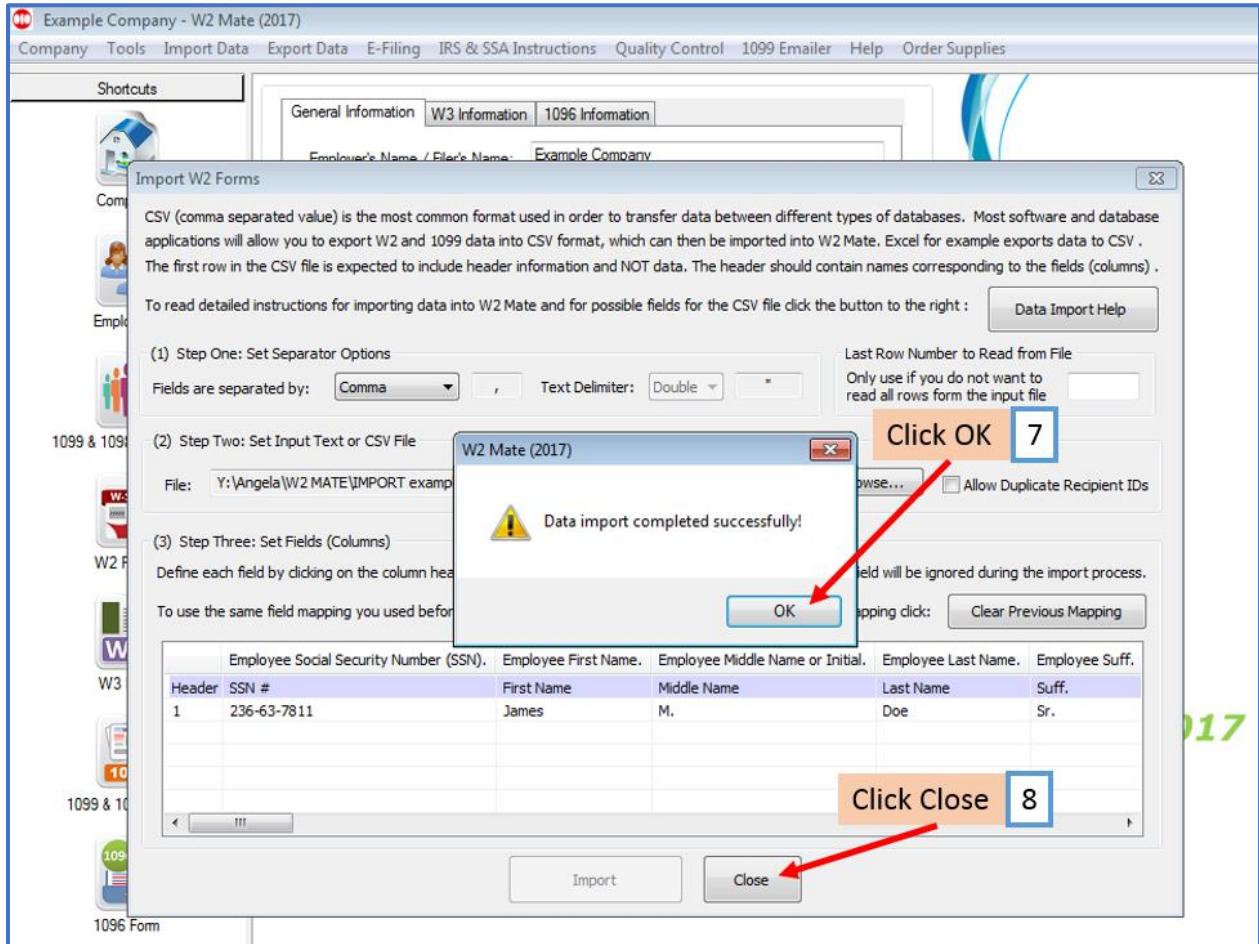 Example Company - W2 Mate (2017)
Company Tools Import Data Export Data E-Filing IRS & SSA Instructions Quality Control 1099 Emailer Help Order Supplies
Shortcuts
General Information W3 Information 1096 Information
Employer's Name / Filer's Name: Example Company
Import W2 Forms
CSV (comma separated value) is the most common format used in order to transfer data between different types of databases. Most software and database
applications will allow you to export W2 and 1099 data into CSV format, which can then be imported into W2 Mate. Excel for example exports data to CSV .
The first row in the CSV file is expected to include header information and NOT data. The header should contain names corresponding to the fields (columns) .
To read detailed instructions for importing data into W2 Mate and for possible fields for the CSV file click the button to the right :
Data Import Help
(1) Step One: Set Separator Options
Fields are separated by: Comma , Text Delimiter: Double "
Last Row Number to Read from File
Only use if you do not want to
read all rows form the input file
Click OK 7
(2) Step Two: Set Input Text or CSV File
File: Y:\Angela\W2 MATE\IMPORT examp
owse... Allow Duplicate Recipient IDs
W2 Mate (2017)
Data import completed successfully!
OK
(3) Step Three: Set Fields (Columns)
Define each field by clicking on the column hea
ield will be ignored during the import process.
To use the same field mapping you used befor
pping click: Clear Previous Mapping
Employee Social Security Number (SSN). Employee First Name. Employee Middle Name or Initial. Employee Last Name. Employee Suff.
Header SSN # First Name Middle Name Last Name Suff.
1 236-63-7811 James M. Doe Sr.
Click Close 8
Import Close
Com
Emplo
1099 & 109
W2 F
W3
1099 & 10
1096 Form
017